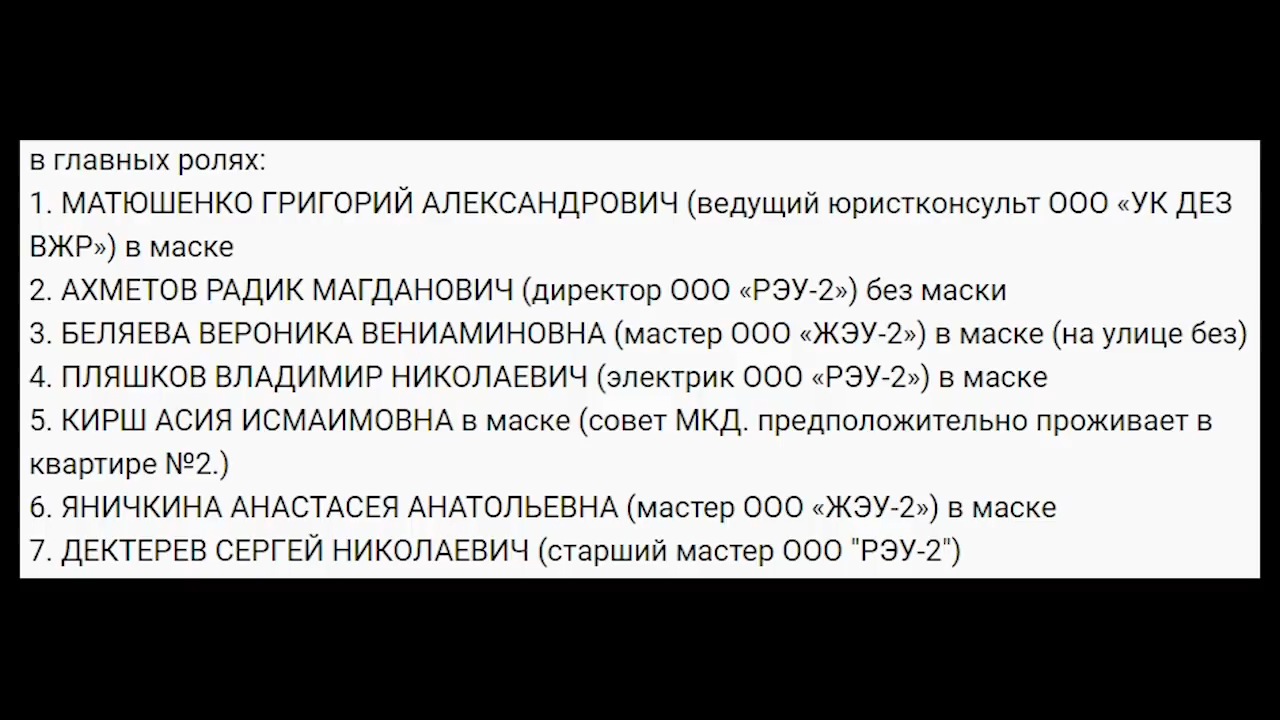 в главных ролях:
1. МАТЮШЕНКО ГРИГОРИЙ АЛЕКСАНДРОВИЧ (ведущий юристконсульт ООО «УК ДЕЗ
ВЖР») в маске
2. АХМЕТОВ РАДИК МАГДАНОВИЧ (директор ООО «РЭУ-2») без маски
3. БЕЛЯЕВА ВЕРОНИКА ВЕНИАМИНОВНА (мастер ООО «ЖЭУ-2») в маске (на улице без)
4. ПЛЯШКОВ ВЛАДИМИР НИКОЛАЕВИЧ (электрик ООО «РЭУ-2») в маске
5. КИРШ АСИЯ ИСМАИМОВНА в маске (совет МКД. предположительно проживает в
квартире №2.)
6. ЯНИЧКИНА АНАСТАСЕЯ АНАТОЛЬЕВНА (мастер ООО «ЖЭУ-2») в маске
7. ДЕКТЕРЕВ СЕРГЕЙ НИКОЛАЕВИЧ (старший мастер ООО "РЭУ-2")